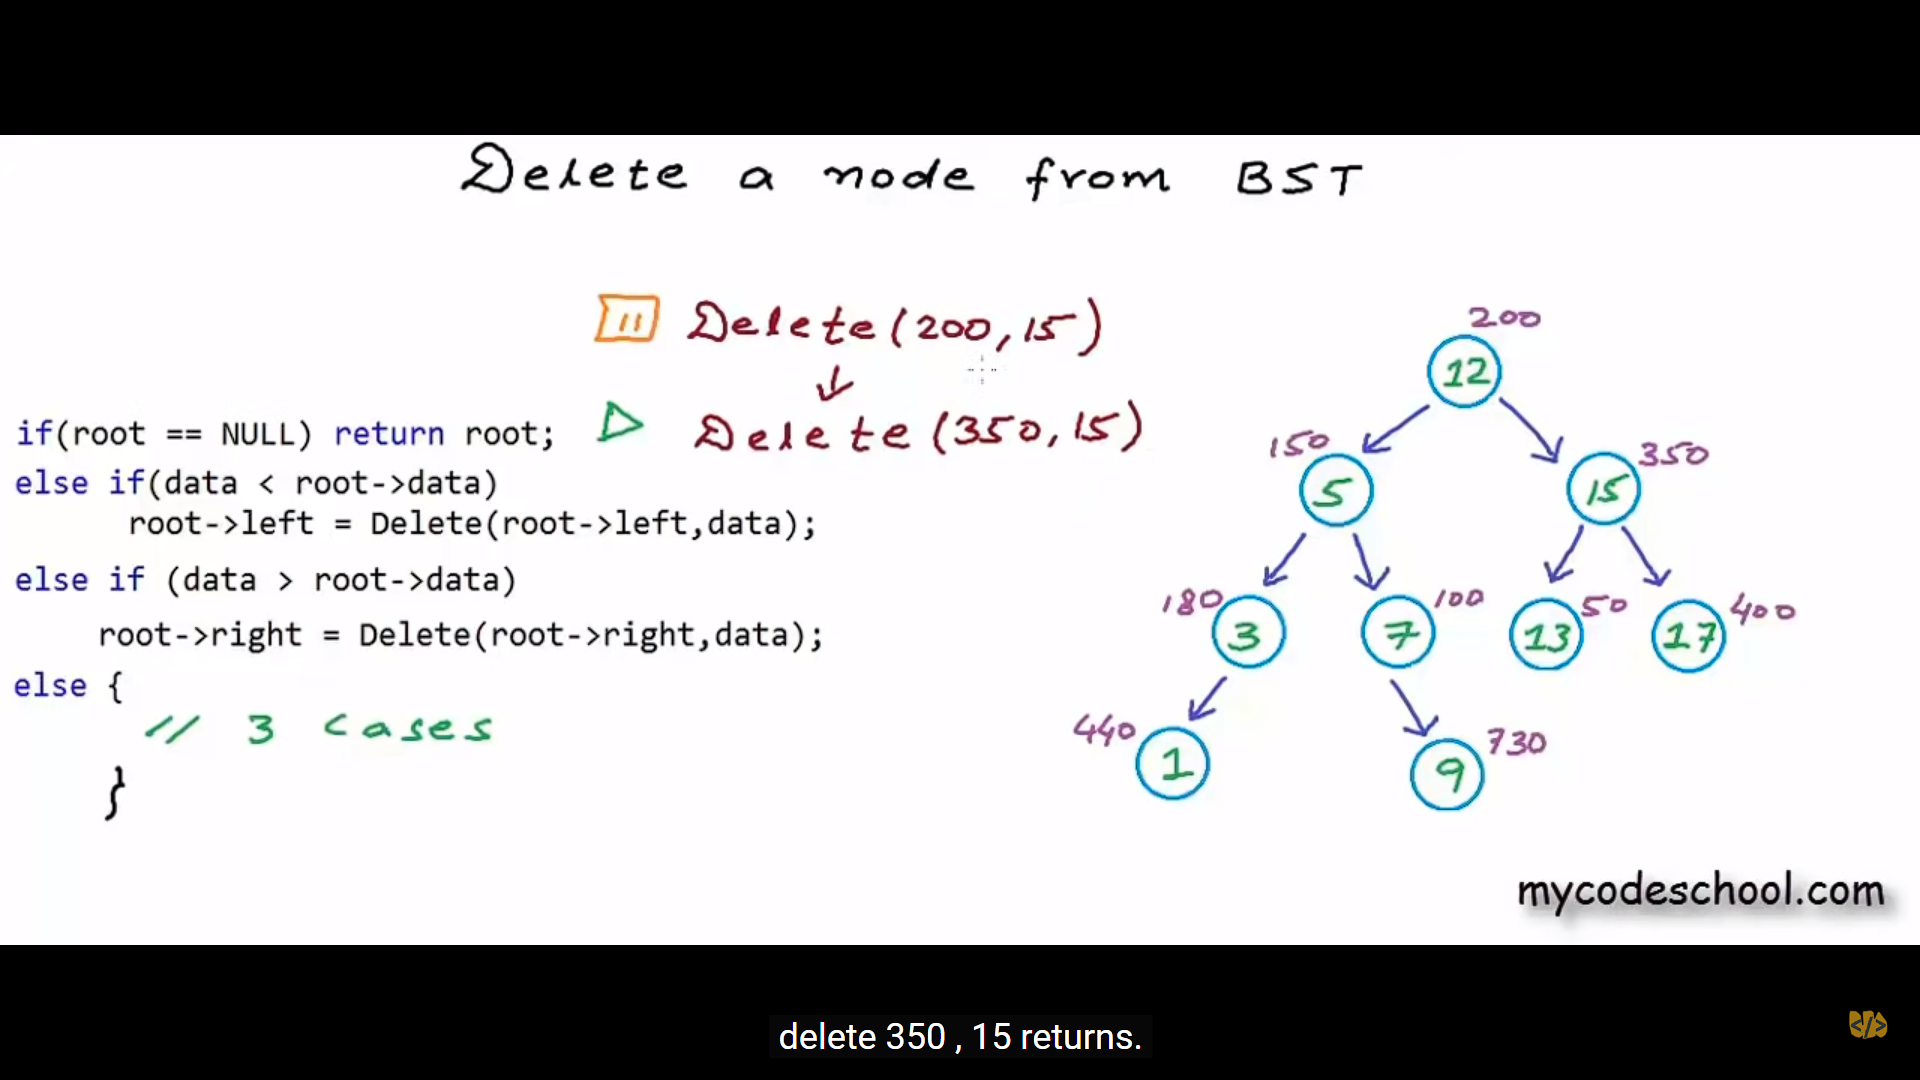 Delete a node from BST
11 Delete(200,15)
↓
Delete(350,15)
if(root == NULL) return root;
else if(data < root->data)
root->left = Delete(root->left,data);
else if (data > root->data)
root->right = Delete(root->right,data);
else {
// 3 cases
}
200
12
150
5
350
15
180
3
100
7
50
13
400
17
440
1
730
9
mycodeschool.com
delete 350 , 15 returns.